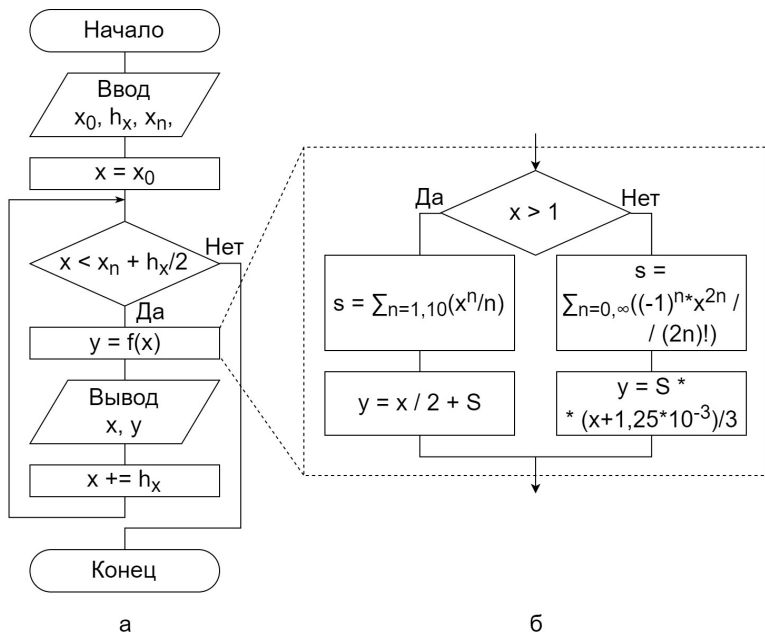 Начало
Ввод
x₀, hₓ, xₙ,
x = x₀
x < xₙ + hₓ/2
Нет
Да
y = f(x)
Вывод
x, y
x += hₓ
Конец
а
Да
x > 1
Нет
s = ∑ₙ₌₁,₁₀(xⁿ/n)
y = x / 2 + S
s =
∑ₙ₌₀,∞((-1)ⁿ*x²ⁿ /
/ (2n)!)
y = S *
* (x+1,25*10⁻³)/3
б